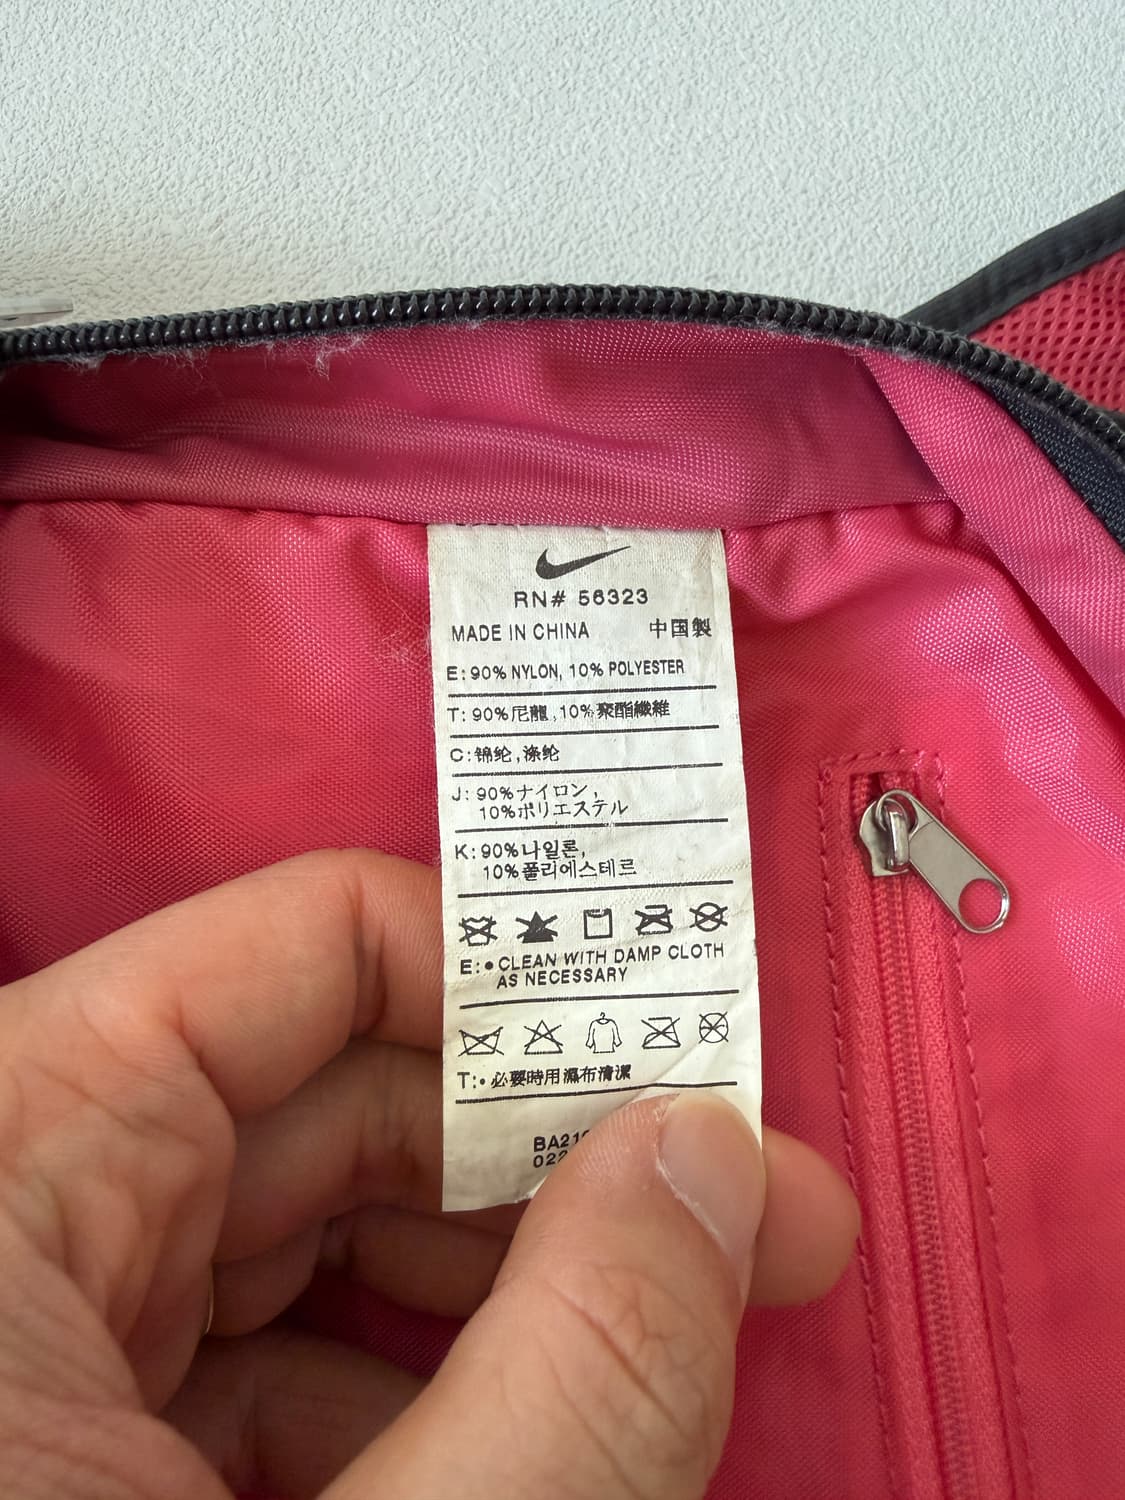 RN# 56323
MADE IN CHINA 中国製
E: 90% NYLON, 10% POLYESTER
T: 90%尼龍,10%聚酯纖維
C:锦纶,涤纶
J: 90%ナイロン,
10%ポリエステル
K: 90%나일론,
10%폴리에스테르
E:•CLEAN WITH DAMP CLOTH
AS NECESSARY
T:•必要時用濕布清潔
BA21
022